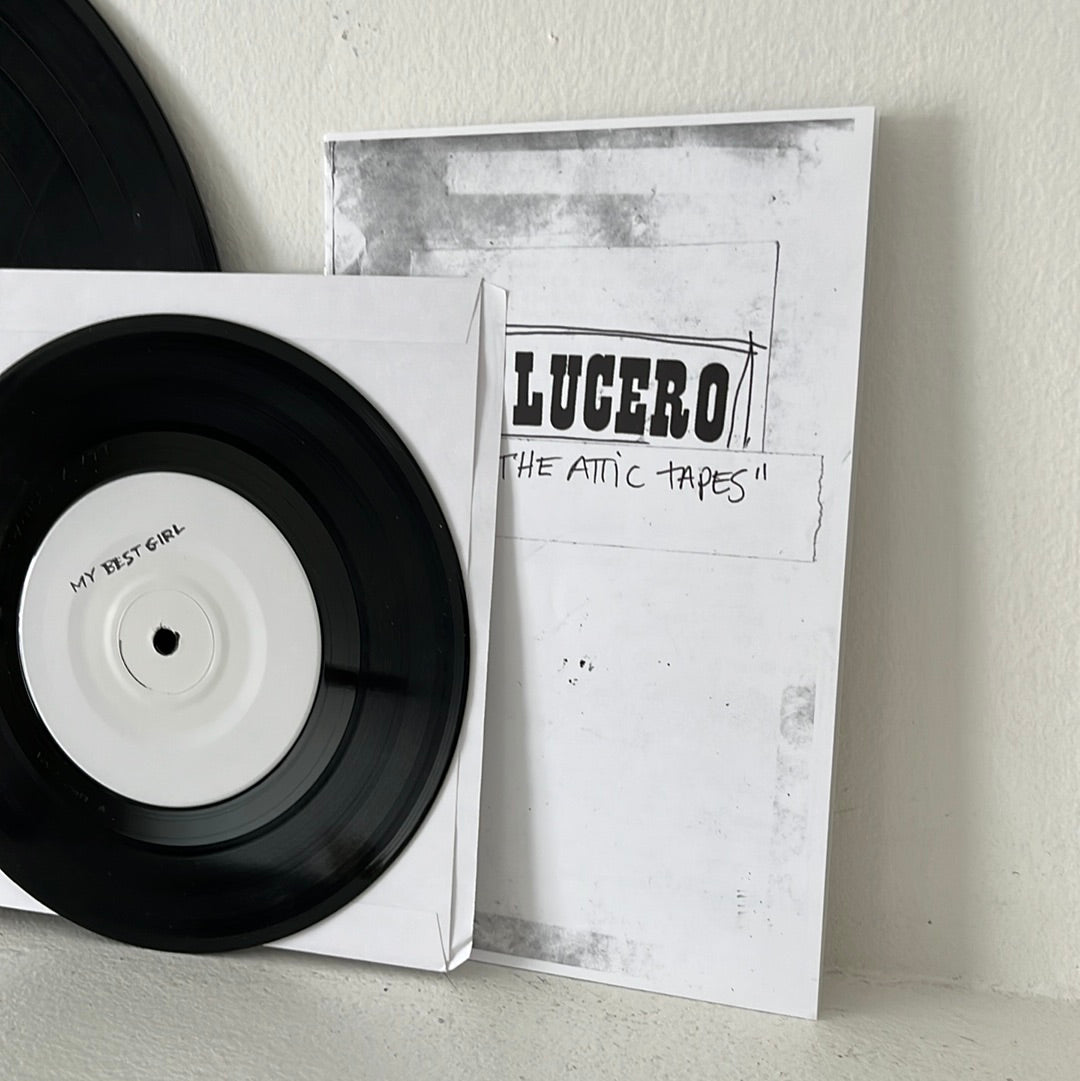 LUCERO
THE ATTIC TAPES"
MY BEST GIRL